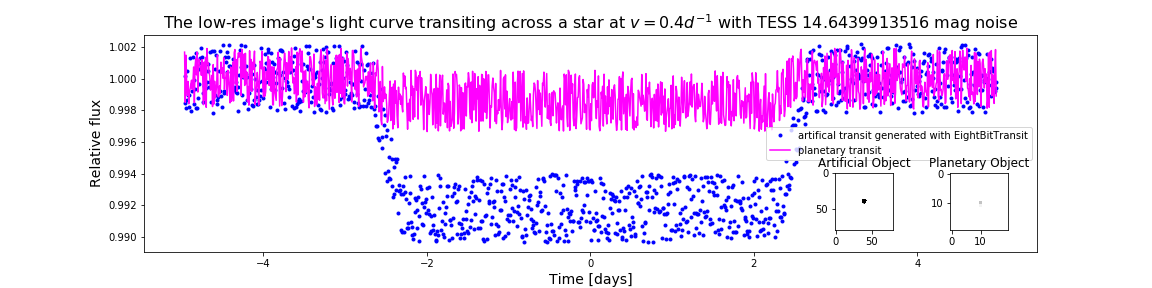 The low-res image's light curve transiting across a star at v = 0.4d⁻¹ with TESS 14.6439913516 mag noise
1.002
1.000
0.998
0.996
0.994
0.992
0.990
Relative flux
artifical transit generated with EightBitTransit
planetary transit
Artificial Object
0
50
0 50
Planetary Object
0
10
0 10
−4 −2 0 2 4
Time [days]